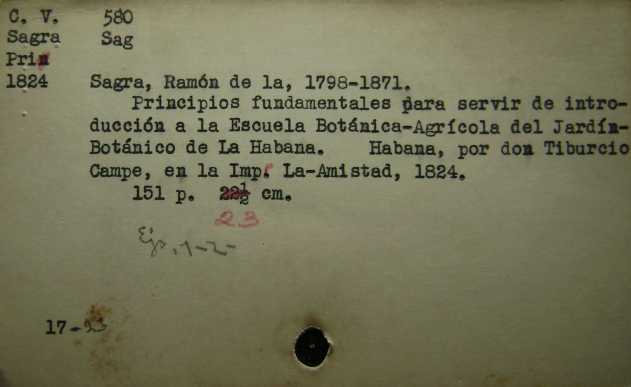 C. V. 580
Sagra Sag
Prin
1824 Sagra, Ramón de la, 1798-1871.
Principios fundamentales para servir de intro-
ducción a la Escuela Botánica-Agrícola del Jardín-
Botánico de La Habana. Habana, por don Tiburcio
Campe, en la Imp. La-Amistad, 1824.
151 p. 22½ cm.
23
Ejs. 1-2-
17-